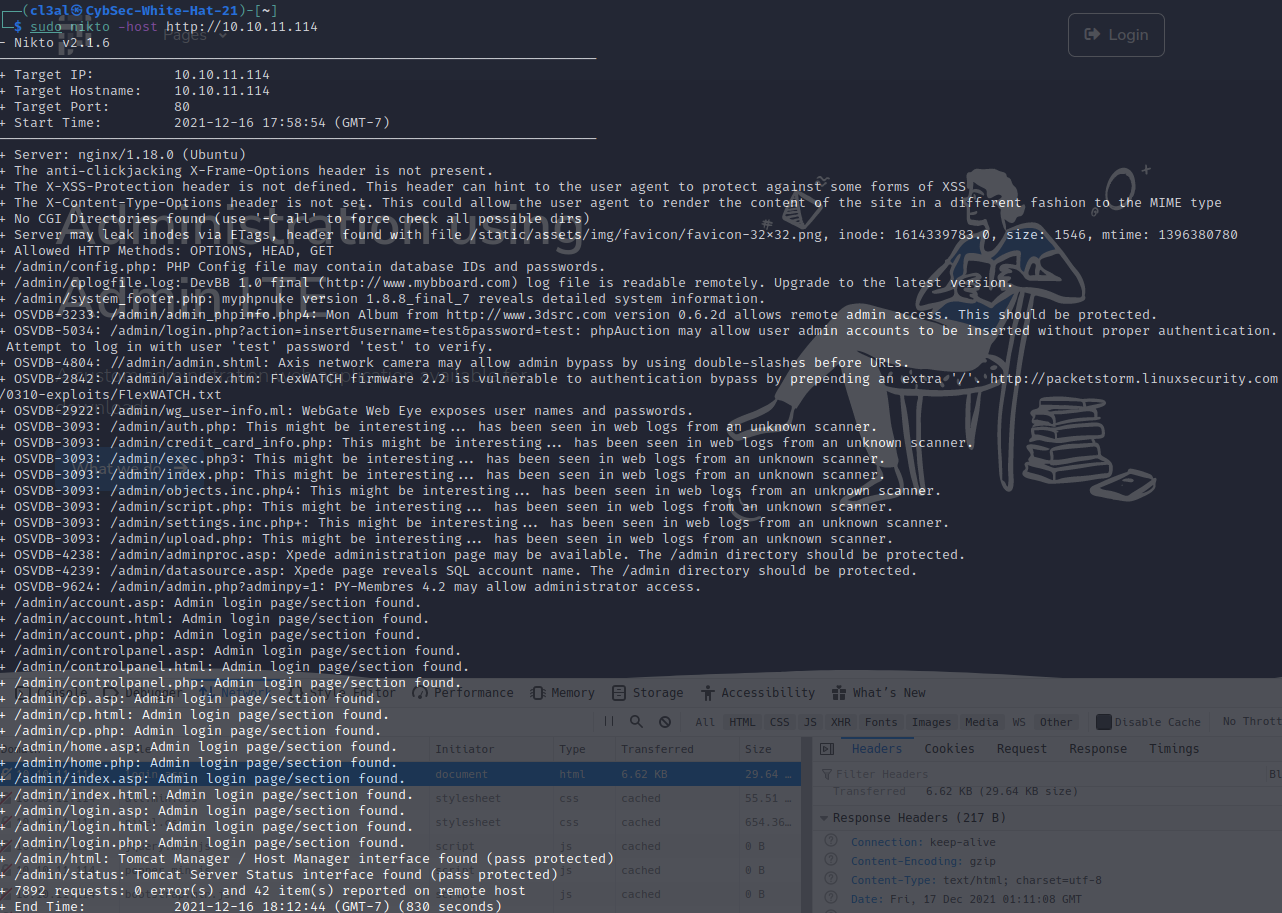 ┌──(cl3al㉿CybSec-White-Hat-21)-[~]
└─$ sudo nikto -host http://10.10.11.114
Pages
Login
- Nikto v2.1.6
+ Target IP:          10.10.11.114
+ Target Hostname:    10.10.11.114
+ Target Port:        80
+ Start Time:         2021-12-16 17:58:54 (GMT-7)
+ Server: nginx/1.18.0 (Ubuntu)
+ The anti-clickjacking X-Frame-Options header is not present.
+ The X-XSS-Protection header is not defined. This header can hint to the user agent to protect against some forms of XSS
+ The X-Content-Type-Options header is not set. This could allow the user agent to render the content of the site in a different fashion to the MIME type
+ No CGI Directories found (use '-C all' to force check all possible dirs)
Administration using
+ Server may leak inodes via ETags, header found with file /static/assets/img/favicon/favicon-32×32.png, inode: 1614339783.0, size: 1546, mtime: 1396380780
+ Allowed HTTP Methods: OPTIONS, HEAD, GET
+ /admin/config.php: PHP Config file may contain database IDs and passwords.
+ /admin/cplogfile.log: DevBB 1.0 final (http://www.mybboard.com) log file is readable remotely. Upgrade to the latest version.
Admin LTE
+ /admin/system_footer.php: myphpnuke version 1.8.8_final_7 reveals detailed system information.
+ OSVDB-3233: /admin/admin_phpinfo.php4: Mon Album from http://www.3dsrc.com version 0.6.2d allows remote admin access. This should be protected.
+ OSVDB-5034: /admin/login.php?action=insert&username=test&password=test: phpAuction may allow user admin accounts to be inserted without proper authentication.
Attempt to log in with user 'test' password 'test' to verify.
+ OSVDB-4804: //admin/admin.shtml: Axis network camera may allow admin bypass by using double-slashes before URLs.
+ OSVDB-2842: //admin/aindex.htm: FlexWATCH firmware 2.2 is vulnerable to authentication bypass by prepending an extra '/'. http://packetstorm.linuxsecurity.com
/0310-exploits/FlexWATCH.txt
+ OSVDB-2922: /admin/wg_user-info.ml: WebGate Web Eye exposes user names and passwords.
+ OSVDB-3093: /admin/auth.php: This might be interesting... has been seen in web logs from an unknown scanner.
+ OSVDB-3093: /admin/credit_card_info.php: This might be interesting... has been seen in web logs from an unknown scanner.
+ OSVDB-3093: /admin/exec.php3: This might be interesting... has been seen in web logs from an unknown scanner.
What we do
+ OSVDB-3093: /admin/index.php: This might be interesting... has been seen in web logs from an unknown scanner.
+ OSVDB-3093: /admin/objects.inc.php4: This might be interesting... has been seen in web logs from an unknown scanner.
+ OSVDB-3093: /admin/script.php: This might be interesting... has been seen in web logs from an unknown scanner.
+ OSVDB-3093: /admin/settings.inc.php+: This might be interesting... has been seen in web logs from an unknown scanner.
+ OSVDB-3093: /admin/upload.php: This might be interesting... has been seen in web logs from an unknown scanner.
+ OSVDB-4238: /admin/adminproc.asp: Xpede administration page may be available. The /admin directory should be protected.
+ OSVDB-4239: /admin/datasource.asp: Xpede page reveals SQL account name. The /admin directory should be protected.
+ OSVDB-9624: /admin/admin.php?adminpy=1: PY-Membres 4.2 may allow administrator access.
+ /admin/account.asp: Admin login page/section found.
+ /admin/account.html: Admin login page/section found.
+ /admin/account.php: Admin login page/section found.
+ /admin/controlpanel.asp: Admin login page/section found.
+ /admin/controlpanel.html: Admin login page/section found.
+ /admin/controlpanel.php: Admin login page/section found.
Console Debugger Network Style Editor Performance Memory Storage Accessibility What's New
+ /admin/cp.asp: Admin login page/section found.
+ /admin/cp.html: Admin login page/section found.
All HTML CSS JS XHR Fonts Images Media WS Other Disable Cache No Thrott
+ /admin/cp.php: Admin login page/section found.
+ /admin/home.asp: Admin login page/section found.
Initiator Type Transferred Size Headers Cookies Request Response Timings
+ /admin/home.php: Admin login page/section found.
+ /admin/index.asp: Admin login page/section found.
document html 6.62 KB 29.64 … Filter Headers Bl
Transferred 6.62 KB (29.64 KB size)
+ /admin/index.html: Admin login page/section found.
stylesheet css cached 55.51 …
+ /admin/login.asp: Admin login page/section found.
Response Headers (217 B)
+ /admin/login.html: Admin login page/section found.
stylesheet css cached 654.36…
+ /admin/login.php: Admin login page/section found.
script js cached 0 B Connection: keep-alive
+ /admin/html: Tomcat Manager / Host Manager interface found (pass protected)
Content-Encoding: gzip
+ /admin/status: Tomcat Server Status interface found (pass protected)
script js cached 0 B Content-Type: text/html; charset=utf-8
+ 7892 requests: 0 error(s) and 42 item(s) reported on remote host
js cached 0 B Date: Fri, 17 Dec 2021 01:11:08 GMT
+ End Time:           2021-12-16 18:12:44 (GMT-7) (830 seconds)